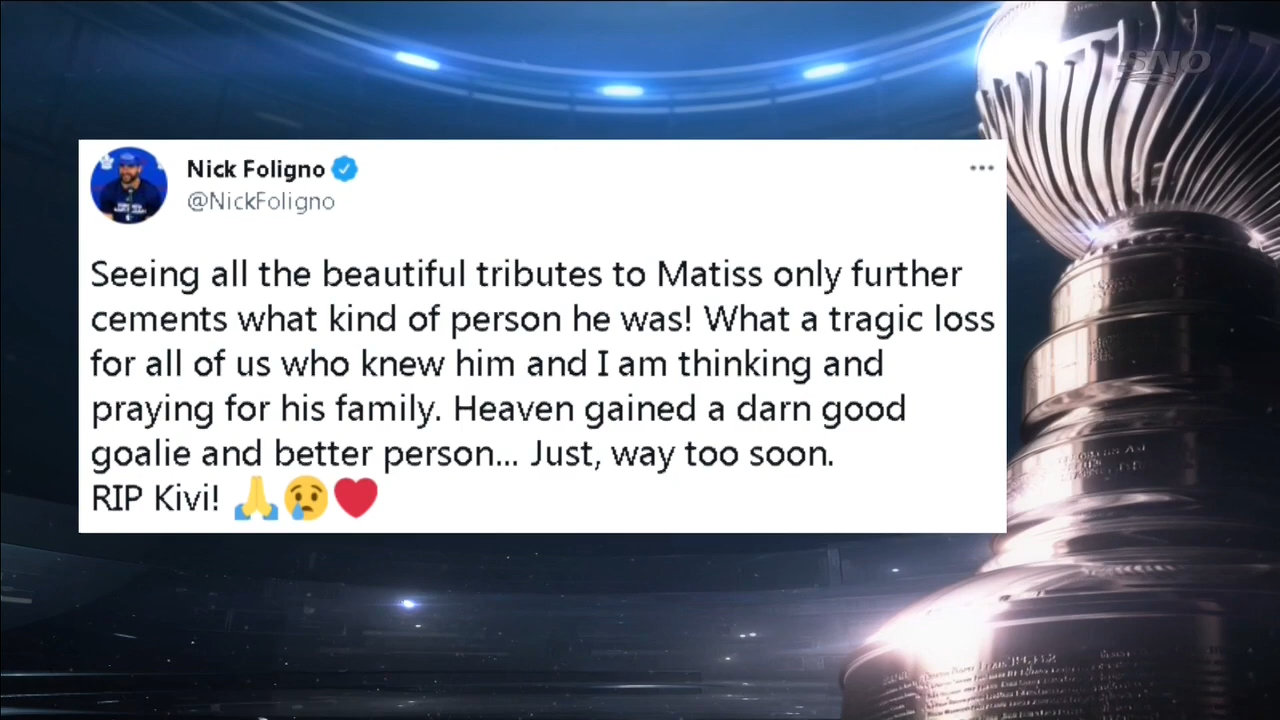 SNO
Nick Foligno
@NickFoligno
Seeing all the beautiful tributes to Matiss only further
cements what kind of person he was! What a tragic loss
for all of us who knew him and I am thinking and
praying for his family. Heaven gained a darn good
goalie and better person... Just, way too soon.
RIP Kivi! 🙏😢❤️